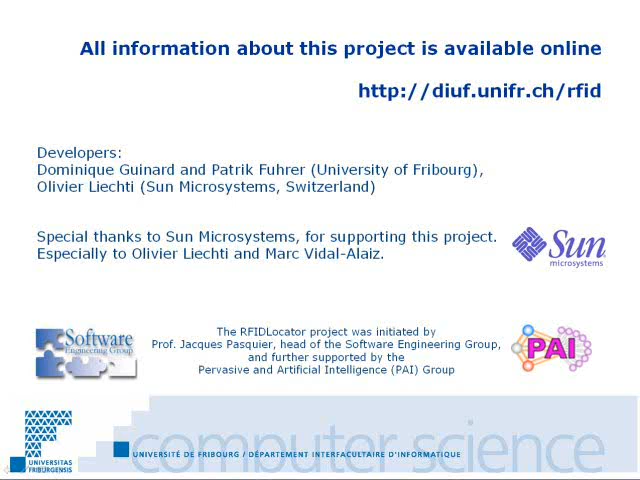 All information about this project is available online
http://diuf.unifr.ch/rfid
Developers:
Dominique Guinard and Patrik Fuhrer (University of Fribourg),
Olivier Liechti (Sun Microsystems, Switzerland)
Special thanks to Sun Microsystems, for supporting this project.
Especially to Olivier Liechti and Marc Vidal-Alaiz.
Sun
microsystems
Software
Engineering Group
The RFIDLocator project was initiated by
Prof. Jacques Pasquier, head of the Software Engineering Group,
and further supported by the
Pervasive and Artificial Intelligence (PAI) Group
PAI
computer science
UNIVERSITÉ DE FRIBOURG / DÉPARTEMENT INTERFACULTAIRE D'INFORMATIQUE
UNIVERSITAS
FRIBURGENSIS